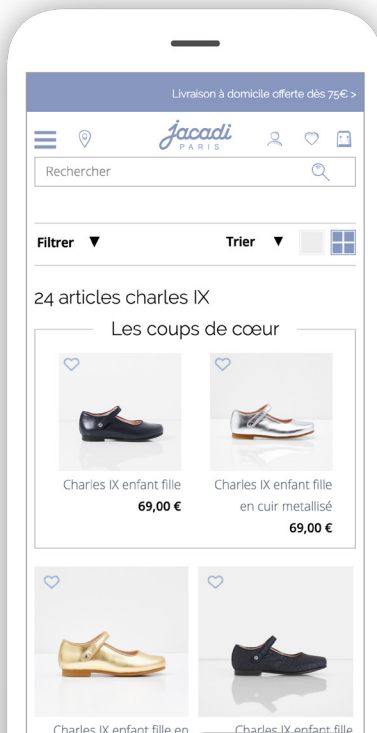 Livraison à domicile offerte dès 75€ >
jacadi
PARIS
Rechercher
Filtrer ▼
Trier ▼
24 articles charles IX
Les coups de cœur
Charles IX enfant fille
69,00 €
Charles IX enfant fille
en cuir metallisé
69,00 €
Charles IX enfant fille en
Charles IX enfant fille